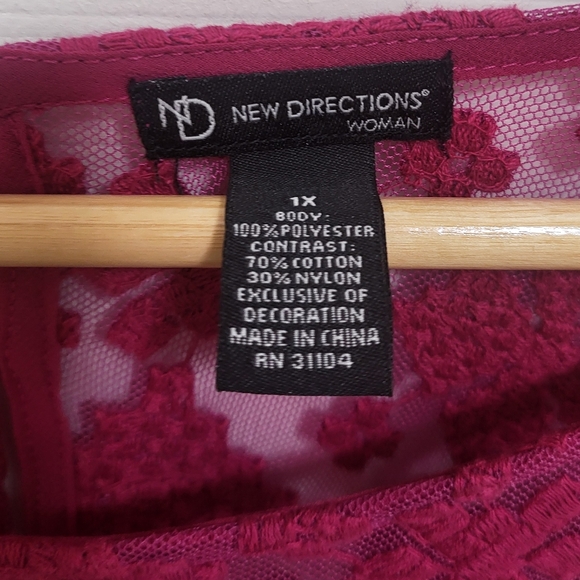 ND NEW DIRECTIONS®
WOMAN
1X
BODY:
100% POLYESTER
CONTRAST:
70% COTTON
30% NYLON
EXCLUSIVE OF
DECORATION
MADE IN CHINA
RN 31104